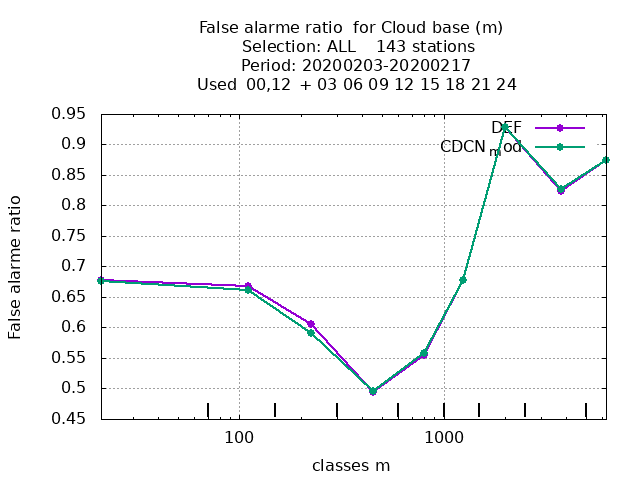 False alarme ratio  for Cloud base (m)
Selection: ALL    143 stations
Period: 20200203-20200217
Used  00,12  + 03 06 09 12 15 18 21 24
0.95
0.9
0.85
0.8
0.75
0.7
0.65
0.6
0.55
0.5
0.45
False alarme ratio
DEF
CDCNmod
100
1000
classes m